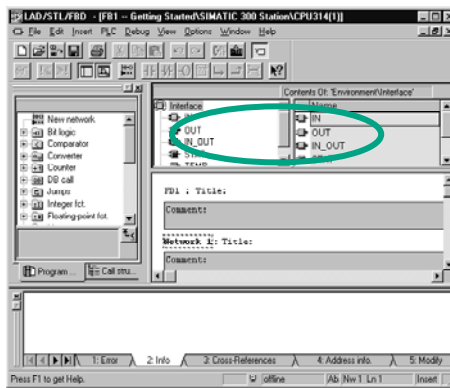 LAD/STL/FBD - [FB1 -- Getting Started\SIMATIC 300 Station\CPU314(1)]
File Edit Insert PLC Debug View Options Window Help
Contents Of: 'Environment\Interface'
Interface
IN
OUT
IN_OUT
TEMP
Name
IN
OUT
IN_OUT
New network
Bit logic
Comparator
Converter
Counter
DB call
Jumps
Integer fct.
Floating-point fct.
Program ...
Call stru...
FB1 : Title:
Comment:
Network 1: Title:
Comment:
1: Error
2: Info
3: Cross-References
4: Address info.
5: Modify
Press F1 to get Help.
offline
Ab
Nw 1 Ln 1
Insert